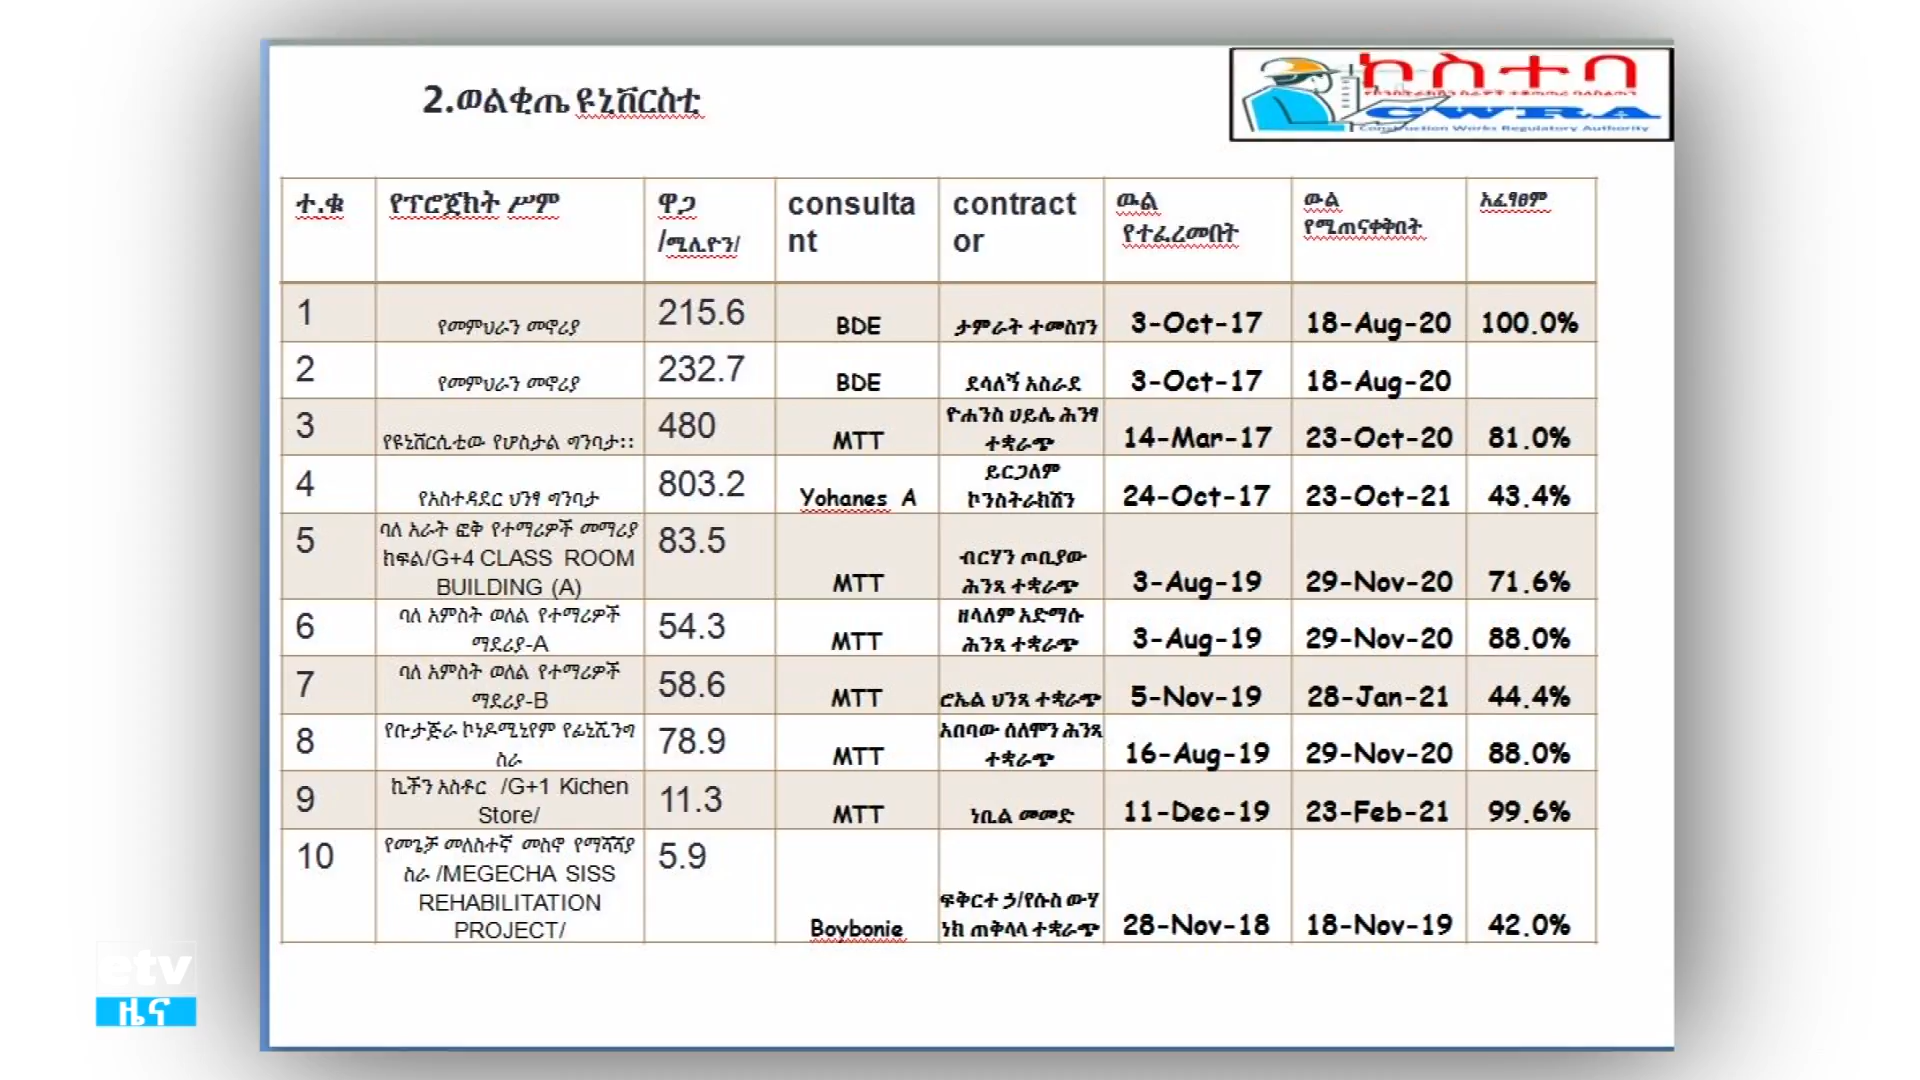 2.ወልቂጤ ዩኒቨርስቲ
ኮስተባ
CWRA
Construction Works Regulatory Authority
ተ.ቁ የፕሮጀክት ሥም ዋጋ /ሚሊዮን/ consultant contractor ዉል የተፈረመበት ውል የሚጠናቀቅበት አፈፃፀም
1 የመምህራን መኖሪያ 215.6 BDE ታምራት ተመስገን 3-Oct-17 18-Aug-20 100.0%
2 የመምህራን መኖሪያ 232.7 BDE ደሳለኝ አስራደ 3-Oct-17 18-Aug-20
3 የዩኒቨርሲቲው የሆስታል ግንባታ፡፡ 480 MTT ዮሐንስ ሀይሌ ሕንፃ ተቋራጭ 14-Mar-17 23-Oct-20 81.0%
4 የአስተዳደር ህንፃ ግንባታ 803.2 Yohanes A ይርጋለም ኮንስትራክሽን 24-Oct-17 23-Oct-21 43.4%
5 ባለ አራት ፎቅ የተማሪዎች መማሪያ ክፍል/G+4 CLASS ROOM BUILDING (A) 83.5 MTT ብርሃን ጦቢያው ሕንጻ ተቋራጭ 3-Aug-19 29-Nov-20 71.6%
6 ባለ አምስት ወለል የተማሪዎች ማደሪያ-A 54.3 MTT ዘላለም አድማሱ ሕንጻ ተቋራጭ 3-Aug-19 29-Nov-20 88.0%
7 ባለ አምስት ወለል የተማሪዎች ማደሪያ-B 58.6 MTT ሮኤል ህንጻ ተቋራጭ 5-Nov-19 28-Jan-21 44.4%
8 የቡታጅራ ኮነዶሚኒየም የፊኒሺንግ ስራ 78.9 MTT አበባው ሰለሞን ሕንጻ ተቋራጭ 16-Aug-19 29-Nov-20 88.0%
9 ኪችን አስቶር /G+1 Kichen Store/ 11.3 MTT ነቢል መመድ 11-Dec-19 23-Feb-21 99.6%
10 የመጌቻ መለስተኛ መስኖ የማሻሻያ ስራ /MEGECHA SISS REHABILITATION PROJECT/ 5.9 Boybonie ፍቅርተ ኃ/የሱስ ውሃ ነክ ጠቅላላ ተቋራጭ 28-Nov-18 18-Nov-19 42.0%
etv
ዜና